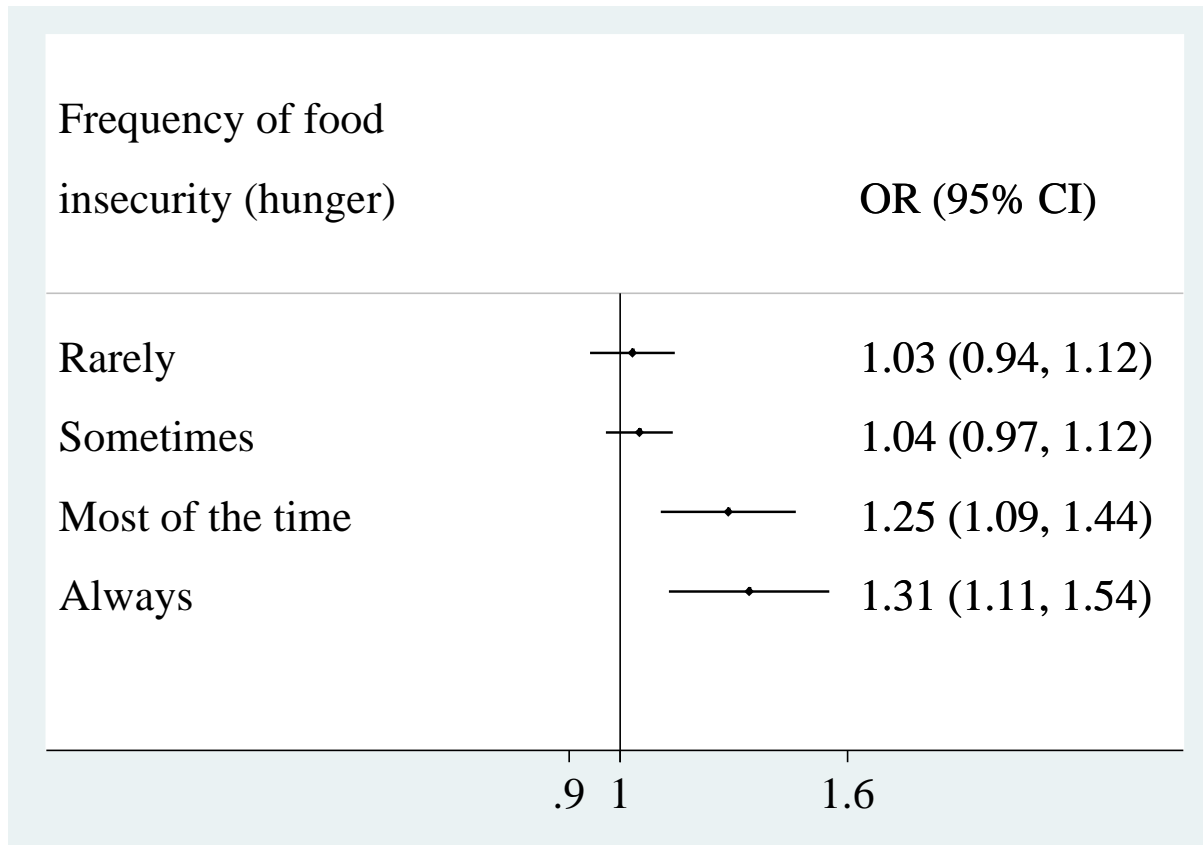 Frequency of food
insecurity (hunger) OR (95% CI)
Rarely 1.03 (0.94, 1.12)
Sometimes 1.04 (0.97, 1.12)
Most of the time 1.25 (1.09, 1.44)
Always 1.31 (1.11, 1.54)
.9 1 1.6